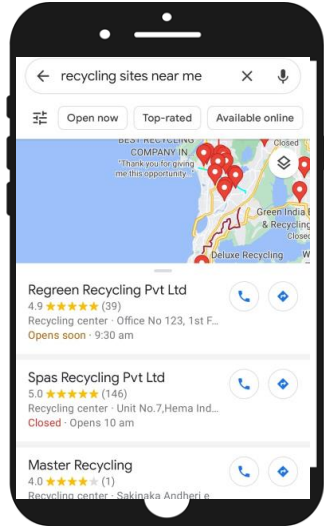 recycling sites near me
Open now
Top-rated
Available online
BEST RECYCLING
COMPANY IN
"Thank you for giving
me this opportunity..."
Closed
Green India E
& Recycling
Close
Deluxe Recycling
W
Regreen Recycling Pvt Ltd
4.9 ★★★★★ (39)
Recycling center · Office No 123, 1st F...
Opens soon · 9:30 am
Spas Recycling Pvt Ltd
5.0 ★★★★★ (146)
Recycling center · Unit No.7,Hema Ind...
Closed · Opens 10 am
Master Recycling
4.0 ★★★★★ (1)
Recycling center · Sakinaka Andheri e